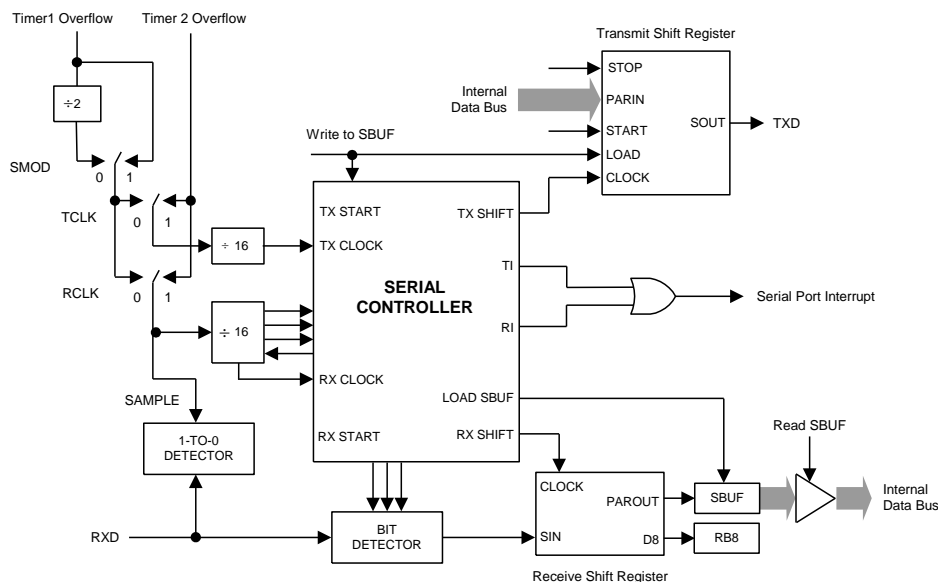 Timer1 Overflow
Timer 2 Overflow
Transmit Shift Register
÷2
STOP
Internal
Data Bus
PARIN
SOUT
TXD
START
Write to SBUF
LOAD
SMOD
0 1
CLOCK
TX START
TX SHIFT
TCLK
0 1
÷ 16
TX CLOCK
TI
SERIAL
CONTROLLER
RCLK
0 1
Serial Port Interrupt
÷ 16
RI
RX CLOCK
SAMPLE
LOAD SBUF
1-TO-0
DETECTOR
RX START
RX SHIFT
Read SBUF
CLOCK
PAROUT
SBUF
Internal
Data Bus
RXD
BIT
DETECTOR
SIN
D8
RB8
Receive Shift Register